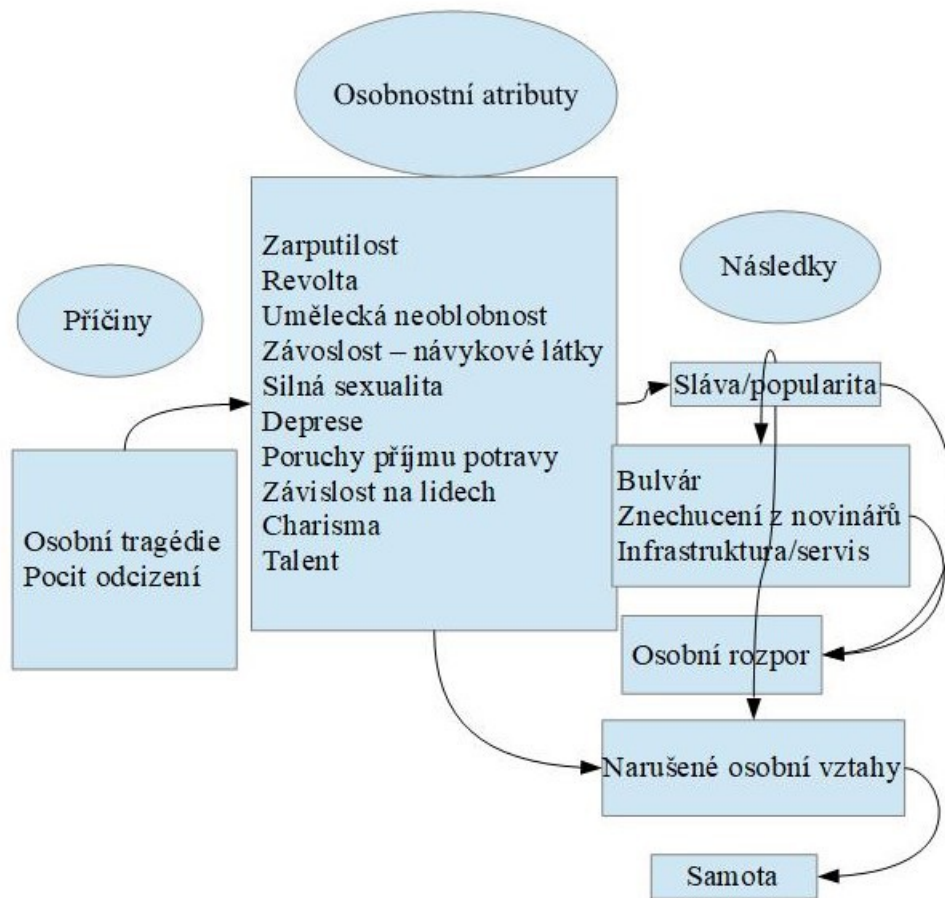 Osobnostní atributy
Příčiny
Osobní tragédie
Pocit odcizení
Zarputilost
Revolta
Umělecká neoblobnost
Závoslost – návykové látky
Silná sexualita
Deprese
Poruchy příjmu potravy
Závislost na lidech
Charisma
Talent
Následky
Sláva/popularita
Bulvár
Znechucení z novinářů
Infrastruktura/servis
Osobní rozpor
Narušené osobní vztahy
Samota